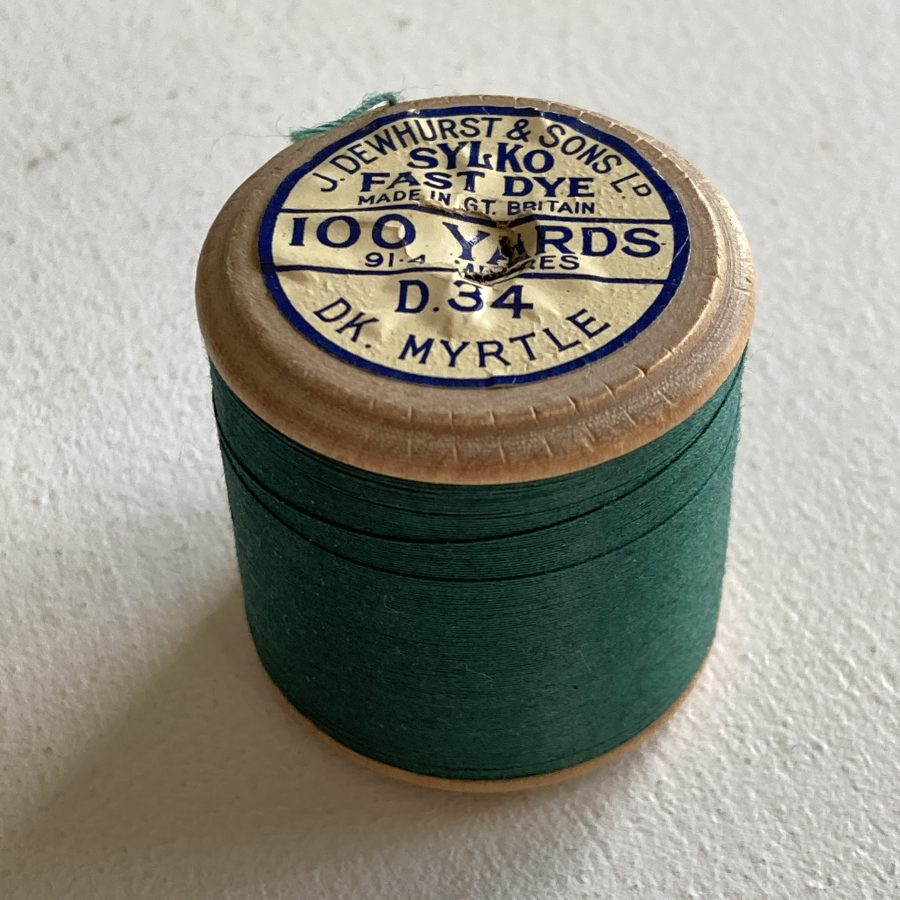 J. DEWHURST & SONS LD
SYLKO
FAST DYE
MADE IN GT. BRITAIN
100 YARDS
91·4
D.34
DK. MYRTLE